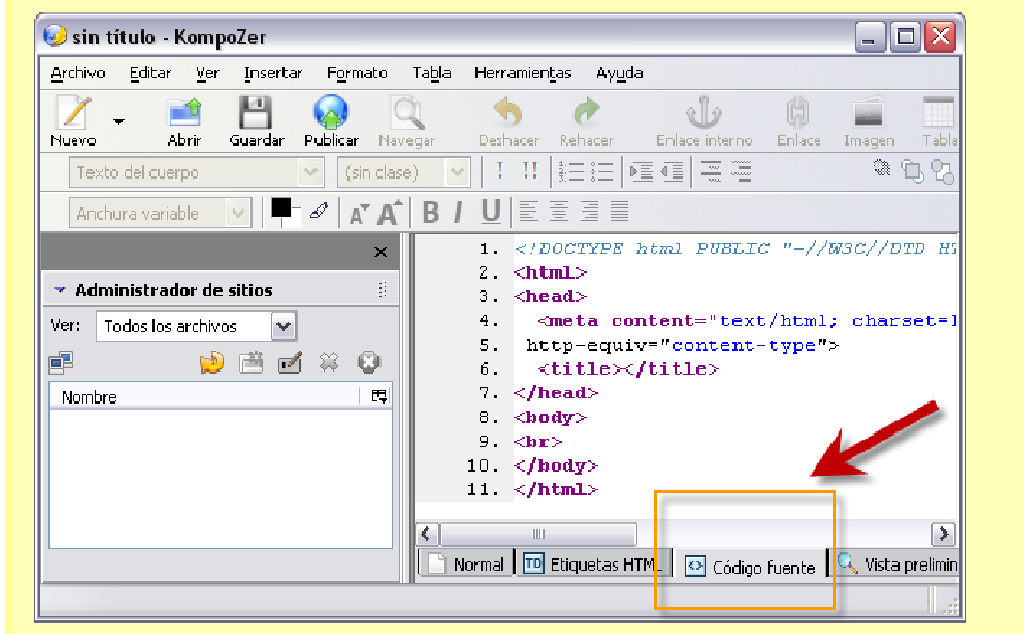 sin título - KompoZer
Archivo Editar Ver Insertar Formato Tabla Herramientas Ayuda
Nuevo Abrir Guardar Publicar Navegar Deshacer Rehacer Enlace interno Enlace Imagen Tabla
Texto del cuerpo (sin clase) ! !!
Anchura variable A A B I U
1. <!DOCTYPE html PUBLIC "-//W3C//DTD HT
2. <html>
3. <head>
4. <meta content="text/html; charset=I
5. http-equiv="content-type">
6. <title></title>
7. </head>
8. <body>
9. <br>
10. </body>
11. </html>
Administrador de sitios
Ver: Todos los archivos
Nombre
Normal TD Etiquetas HTML Código fuente Vista prelimin